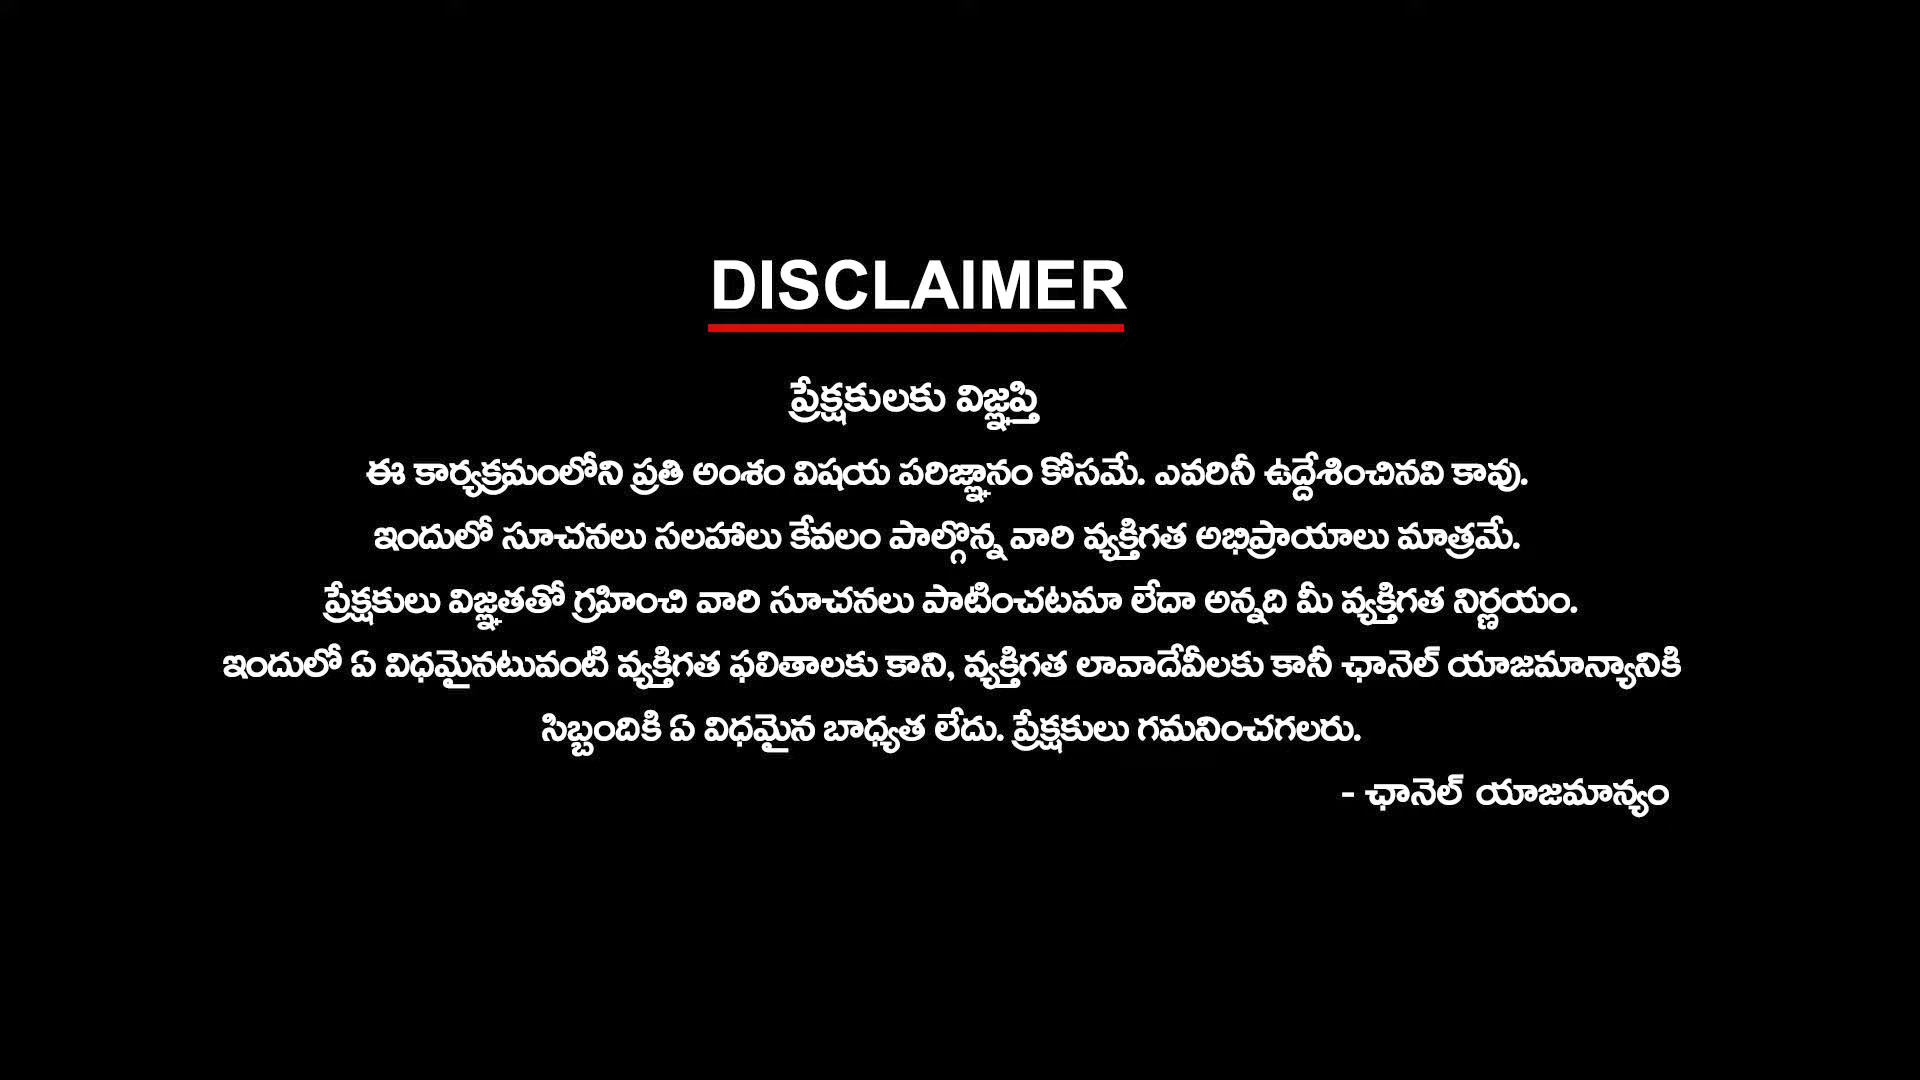 DISCLAIMER
ప్రేక్షకులకు విజ్ఞప్తి
ఈ కార్యక్రమంలోని ప్రతి అంశం విషయ పరిజ్ఞానం కోసమే. ఎవరినీ ఉద్దేశించినవి కావు.
ఇందులో సూచనలు సలహాలు కేవలం పాల్గొన్న వారి వ్యక్తిగత అభిప్రాయాలు మాత్రమే.
ప్రేక్షకులు విజ్ఞతతో గ్రహించి వారి సూచనలు పాటించటమా లేదా అన్నది మీ వ్యక్తిగత నిర్ణయం.
ఇందులో ఏ విధమైనటువంటి వ్యక్తిగత ఫలితాలకు కాని, వ్యక్తిగత లావాదేవీలకు కానీ ఛానెల్ యాజమాన్యానికి
సిబ్బందికి ఏ విధమైన బాధ్యత లేదు. ప్రేక్షకులు గమనించగలరు.
- ఛానెల్ యాజమాన్యం